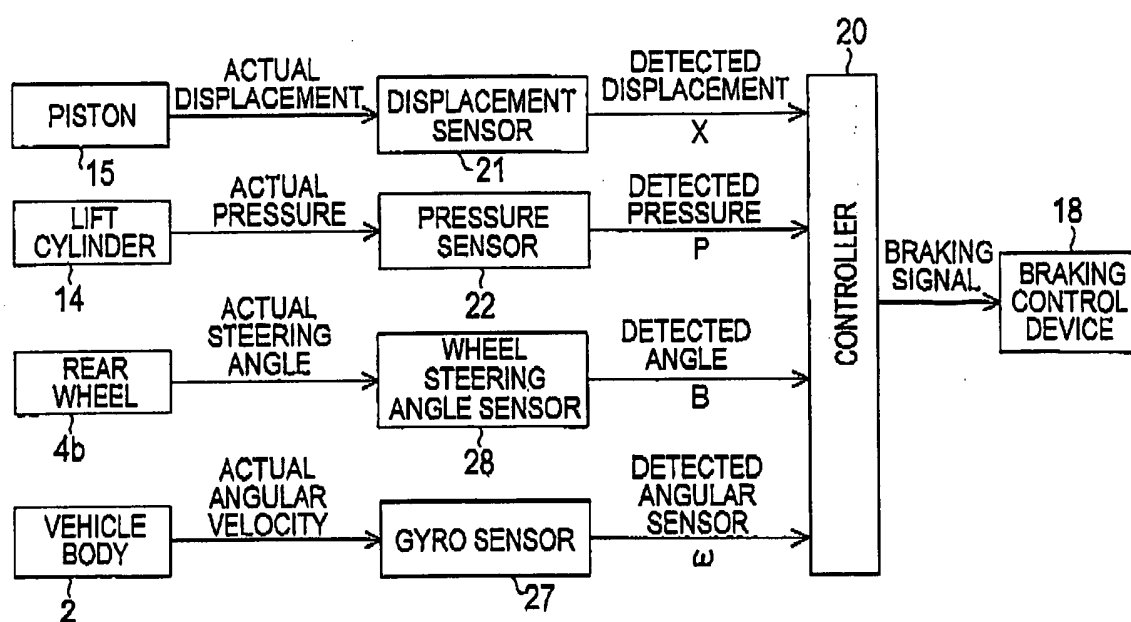 20
ACTUAL
DISPLACEMENT
DETECTED
DISPLACEMENT
PISTON
DISPLACEMENT
SENSOR
X
15
21
ACTUAL
PRESSURE
DETECTED
PRESSURE
LIFT
CYLINDER
PRESSURE
SENSOR
P
14
22
CONTROLLER
BRAKING
SIGNAL
18
BRAKING
CONTROL
DEVICE
ACTUAL
STEERING
ANGLE
DETECTED
ANGLE
REAR
WHEEL
WHEEL
STEERING
ANGLE SENSOR
B
4b
28
ACTUAL
ANGULAR
VELOCITY
DETECTED
ANGULAR
SENSOR
VEHICLE
BODY
GYRO SENSOR
ω
2
27